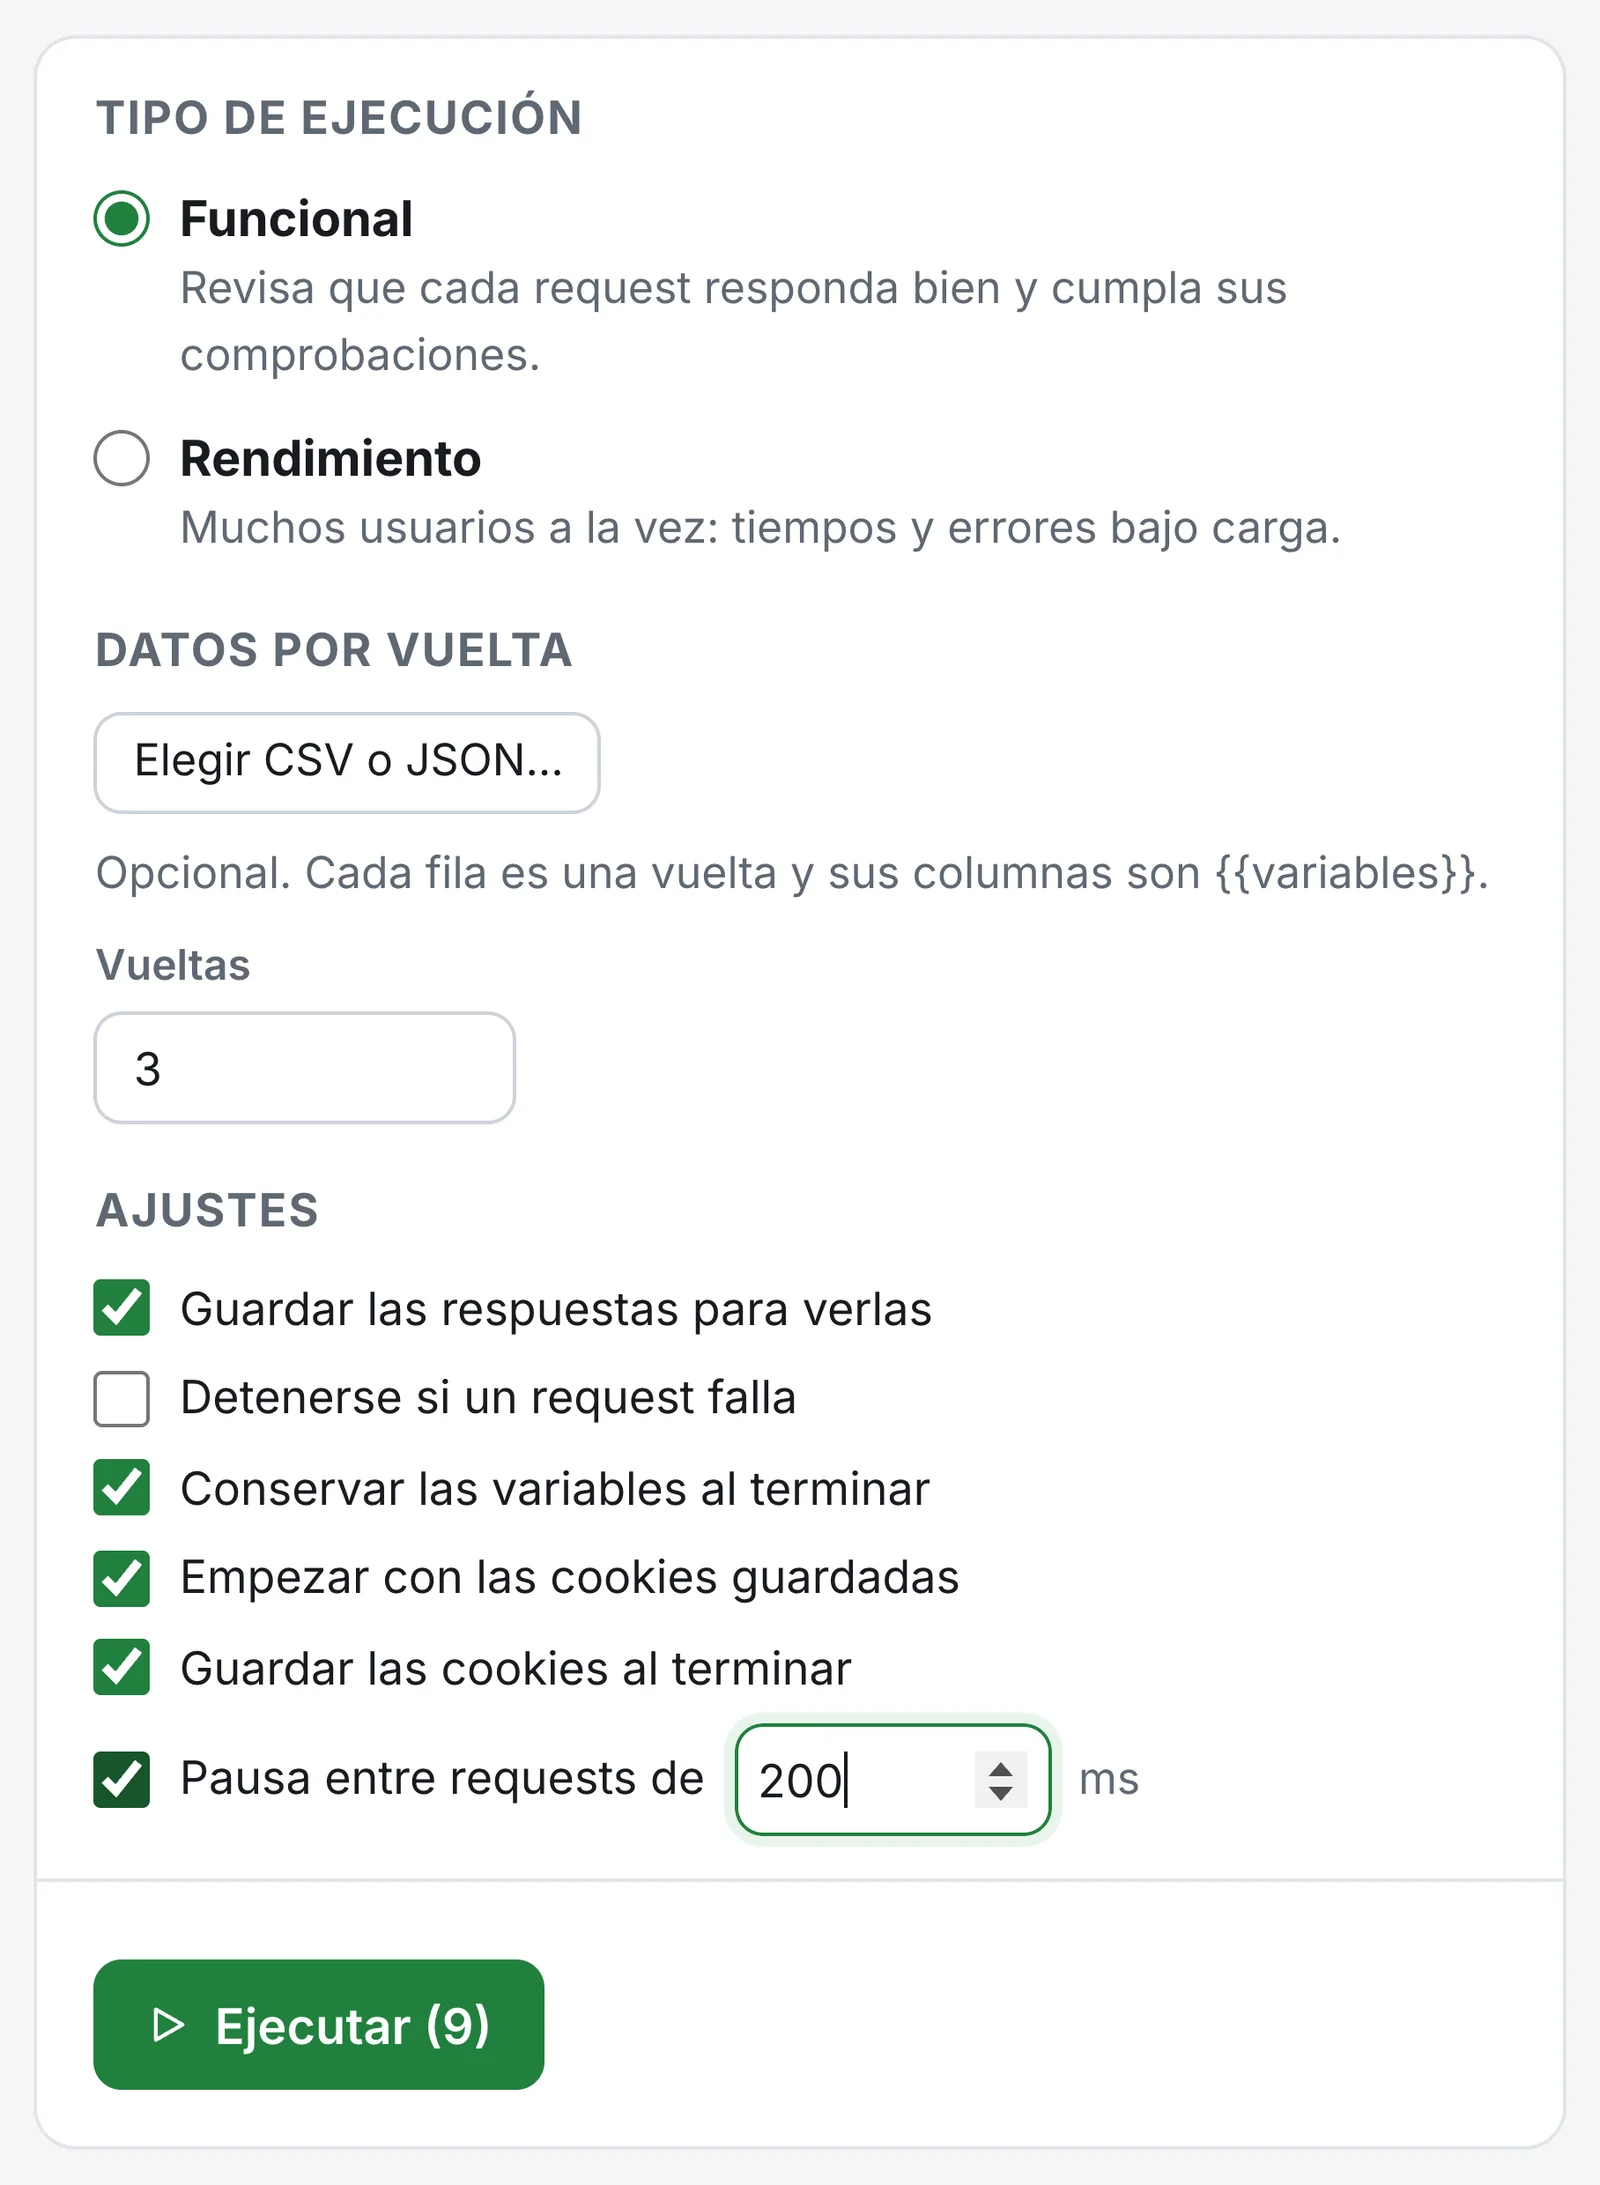 TIPO DE EJECUCIÓN
Funcional
Revisa que cada request responda bien y cumpla sus
comprobaciones.
Rendimiento
Muchos usuarios a la vez: tiempos y errores bajo carga.
DATOS POR VUELTA
Elegir CSV o JSON...
Opcional. Cada fila es una vuelta y sus columnas son {{variables}}.
Vueltas
3
AJUSTES
Guardar las respuestas para verlas
Detenerse si un request falla
Conservar las variables al terminar
Empezar con las cookies guardadas
Guardar las cookies al terminar
Pausa entre requests de 200 ms
Ejecutar (9)